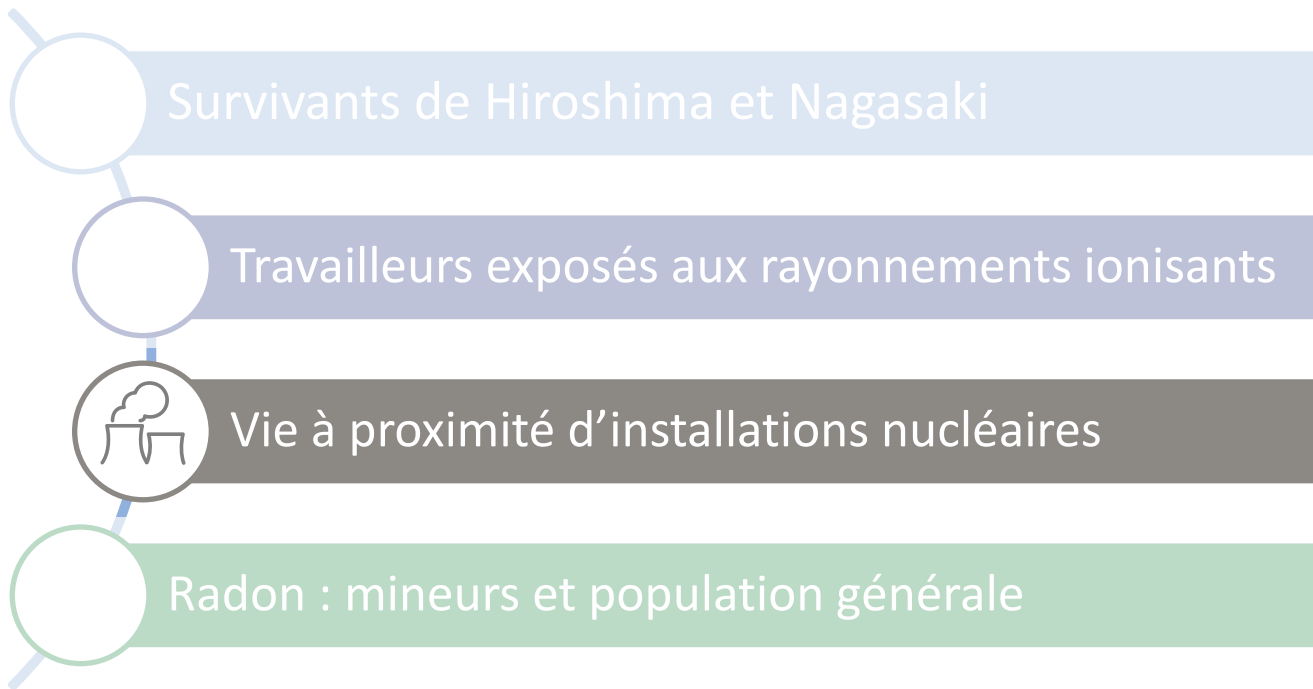 Survivants de Hiroshima et Nagasaki
Travailleurs exposés aux rayonnements ionisants
Vie à proximité d’installations nucléaires
Radon : mineurs et population générale